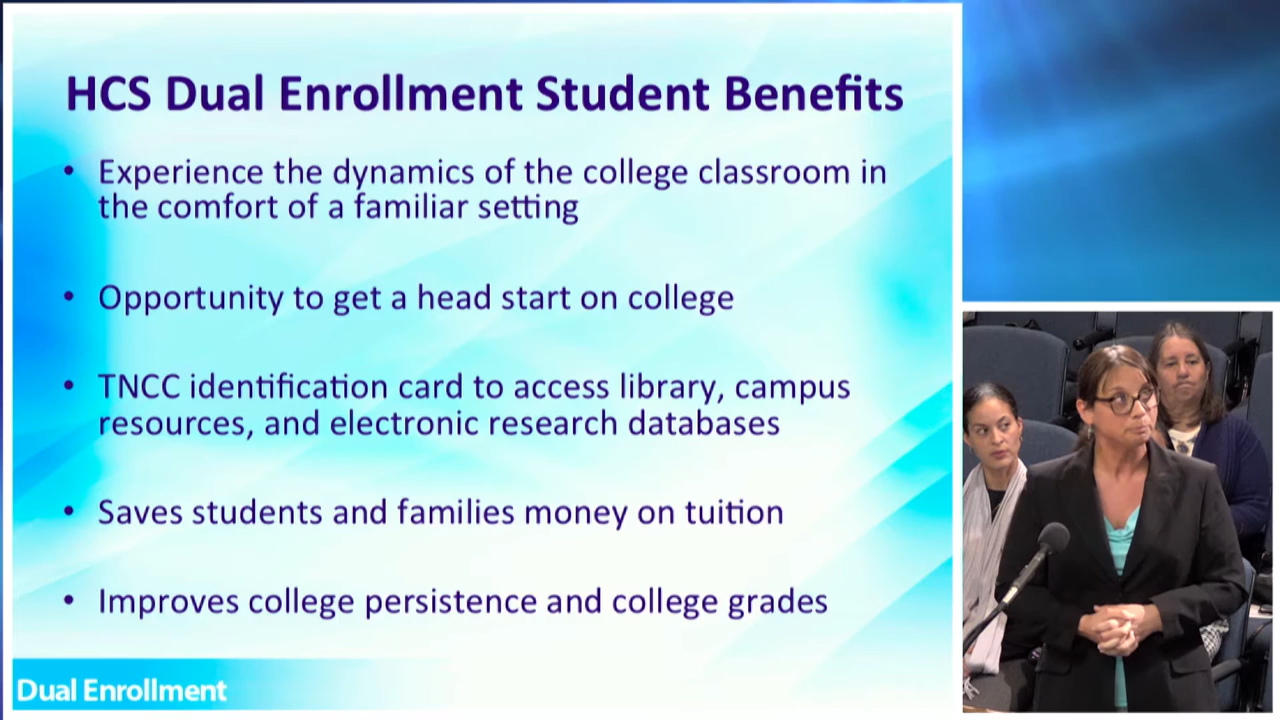 HCS Dual Enrollment Student Benefits
• Experience the dynamics of the college classroom in
the comfort of a familiar setting
• Opportunity to get a head start on college
• TNCC identification card to access library, campus
resources, and electronic research databases
• Saves students and families money on tuition
• Improves college persistence and college grades
Dual Enrollment